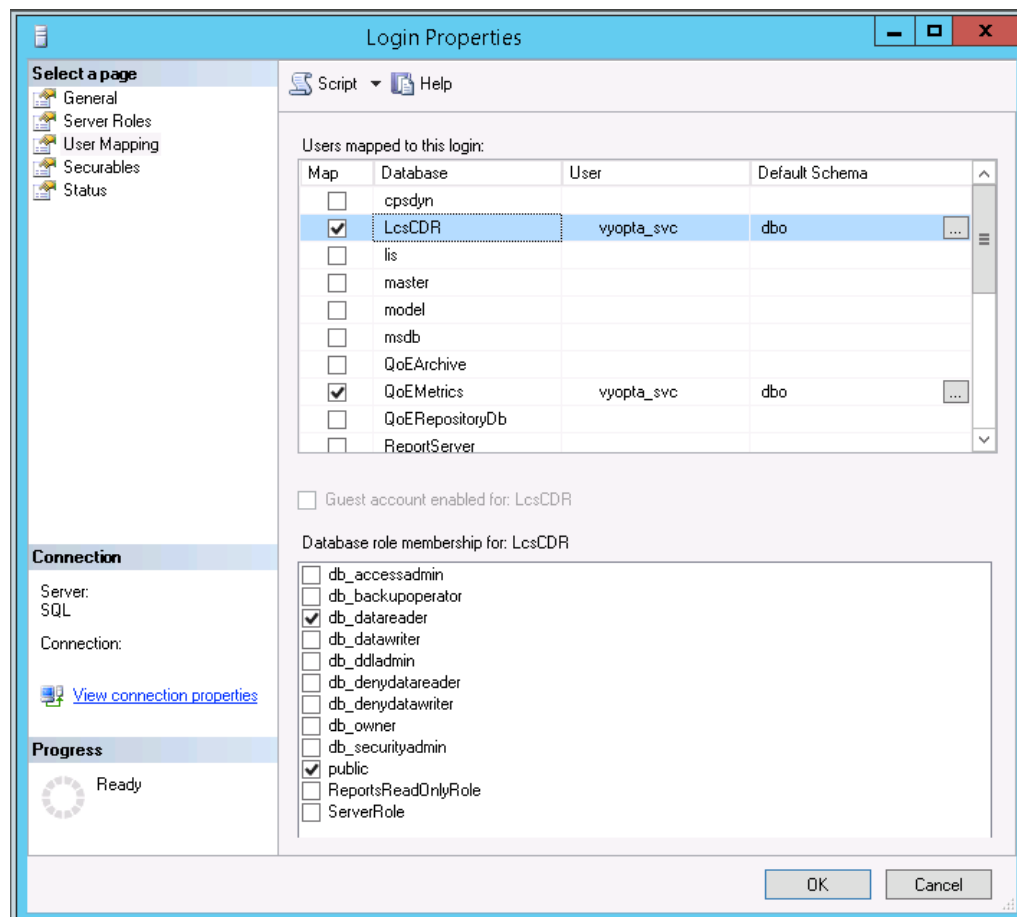 Login Properties
Select a page
General
Server Roles
User Mapping
Securables
Status
Script
Help
Users mapped to this login:
Map Database User Default Schema
cpsdyn
LcsCDR vyopta_svc dbo ...
lis
master
model
msdb
QoEArchive
QoEMetrics vyopta_svc dbo ...
QoERepositoryDb
ReportServer
Guest account enabled for: LcsCDR
Database role membership for: LcsCDR
db_accessadmin
db_backupoperator
db_datareader
db_datawriter
db_ddladmin
db_denydatareader
db_denydatawriter
db_owner
db_securityadmin
public
ReportsReadOnlyRole
ServerRole
Connection
Server:
SQL
Connection:
View connection properties
Progress
Ready
OK Cancel